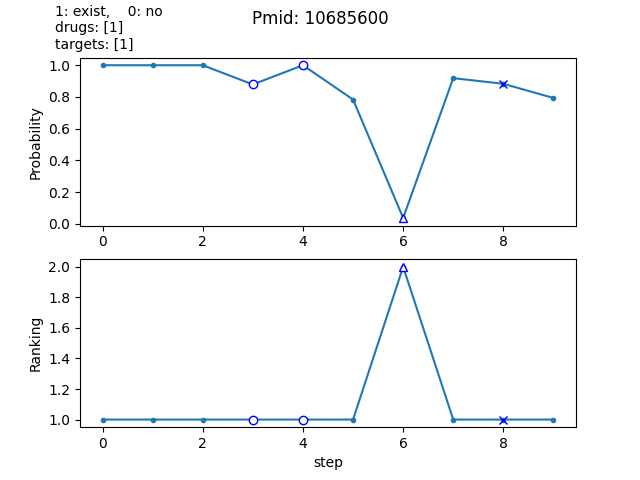 1: exist,    0: no
drugs: [1]
targets: [1]
Pmid: 10685600
Probability
1.0
0.8
0.6
0.4
0.2
0.0
0 2 4 6 8
Ranking
2.0
1.8
1.6
1.4
1.2
1.0
0 2 4 6 8
step